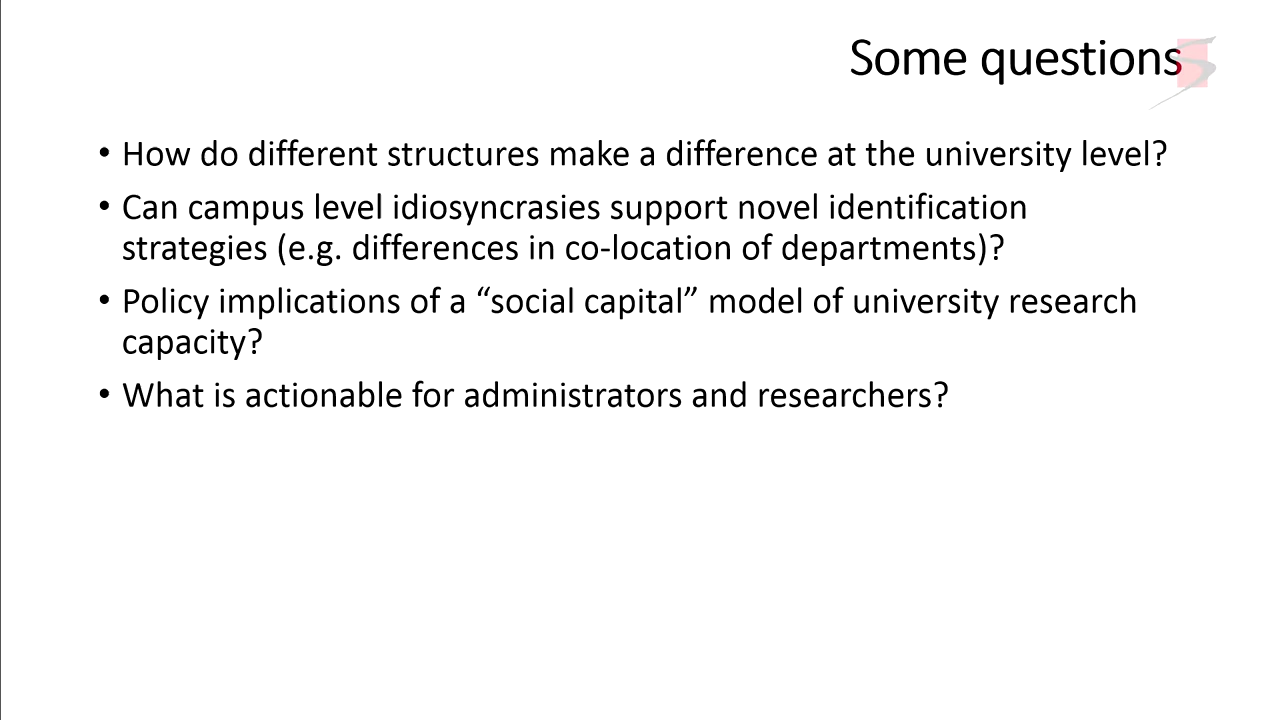 Some questions
• How do different structures make a difference at the university level?
• Can campus level idiosyncrasies support novel identification
strategies (e.g. differences in co-location of departments)?
• Policy implications of a “social capital” model of university research
capacity?
• What is actionable for administrators and researchers?